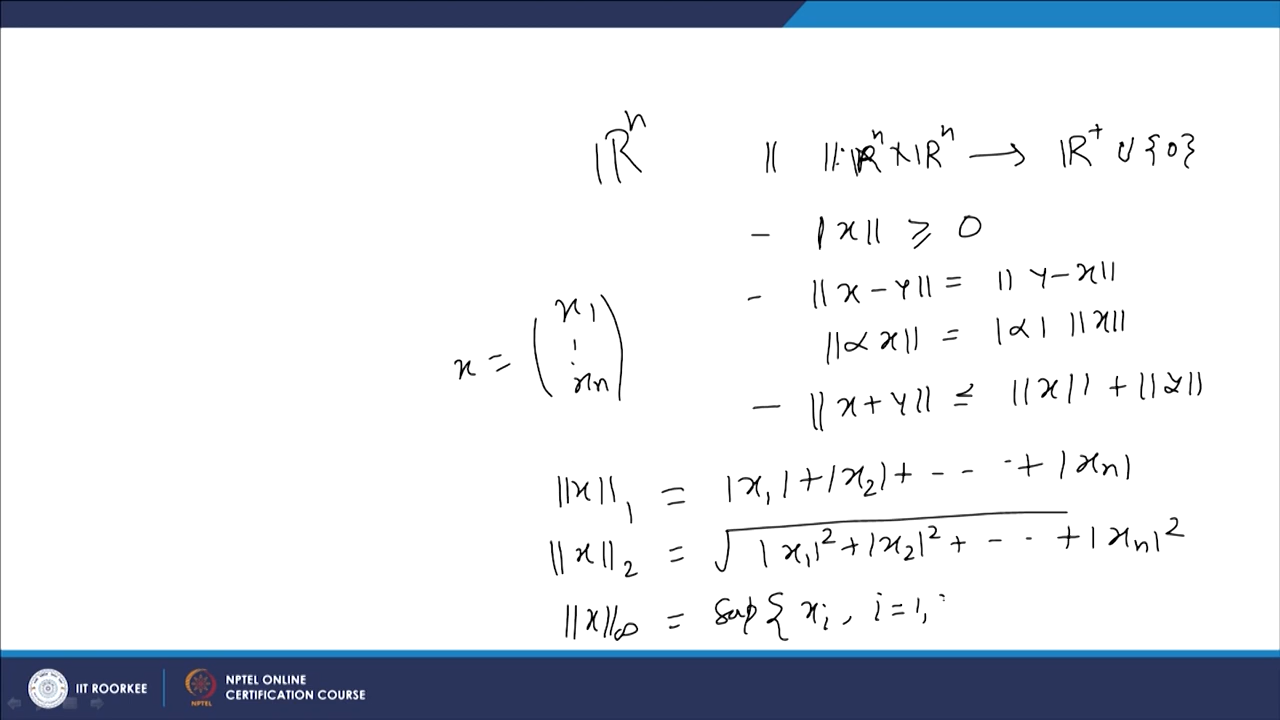 ℝⁿ ‖ ‖: ℝⁿ × ℝⁿ → ℝ⁺ ∪ {0}
- ‖x‖ ≥ 0
- ‖x - y‖ = ‖y - x‖
‖αx‖ = |α| ‖x‖
x = (x₁ ⋮ xₙ)
- ‖x + y‖ ≤ ‖x‖ + ‖y‖
‖x‖₁ = |x₁| + |x₂| + - - - + |xₙ|
‖x‖₂ = √|x₁|² + |x₂|² + - - - + |xₙ|²
‖x‖∞ = Sup{ xᵢ, i = 1,
IIT ROORKEE
NPTEL
NPTEL ONLINE
CERTIFICATION COURSE